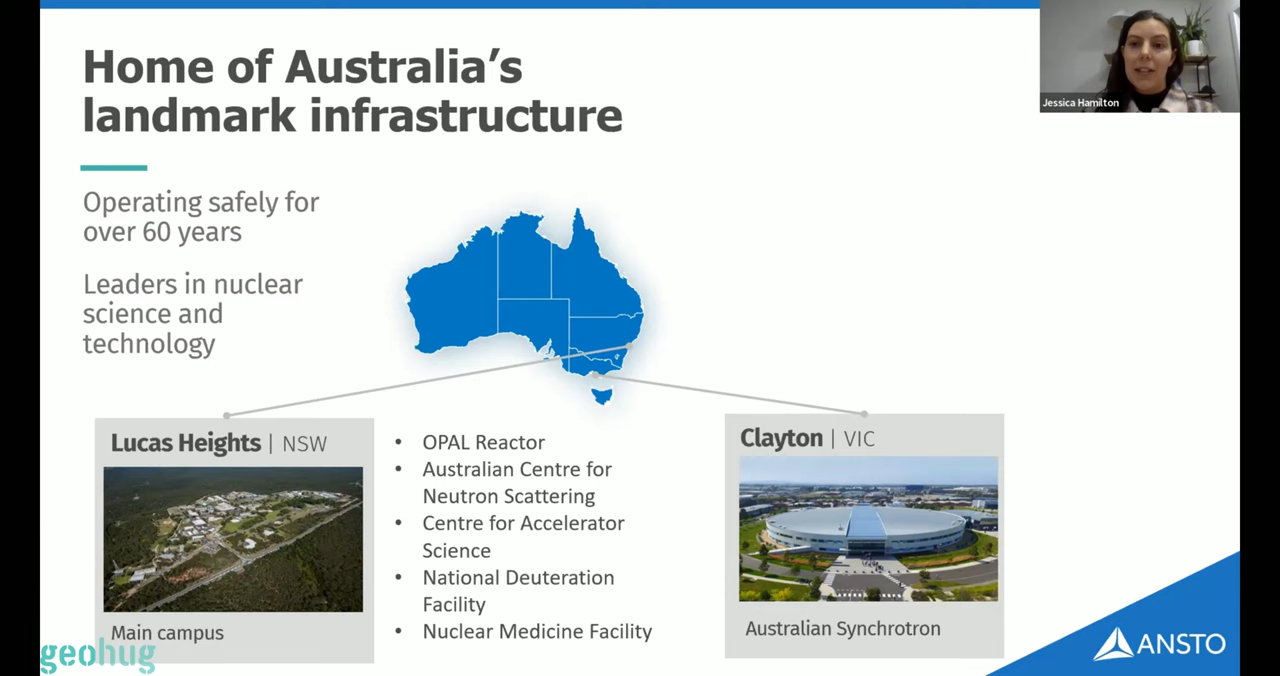 Home of Australia's
landmark infrastructure
Jessica Hamilton
Operating safely for
over 60 years
Leaders in nuclear
science and
technology
Lucas Heights | NSW
Main campus
• OPAL Reactor
• Australian Centre for
Neutron Scattering
• Centre for Accelerator
Science
• National Deuteration
Facility
• Nuclear Medicine Facility
Clayton | VIC
Australian Synchrotron
geohug
ANSTO